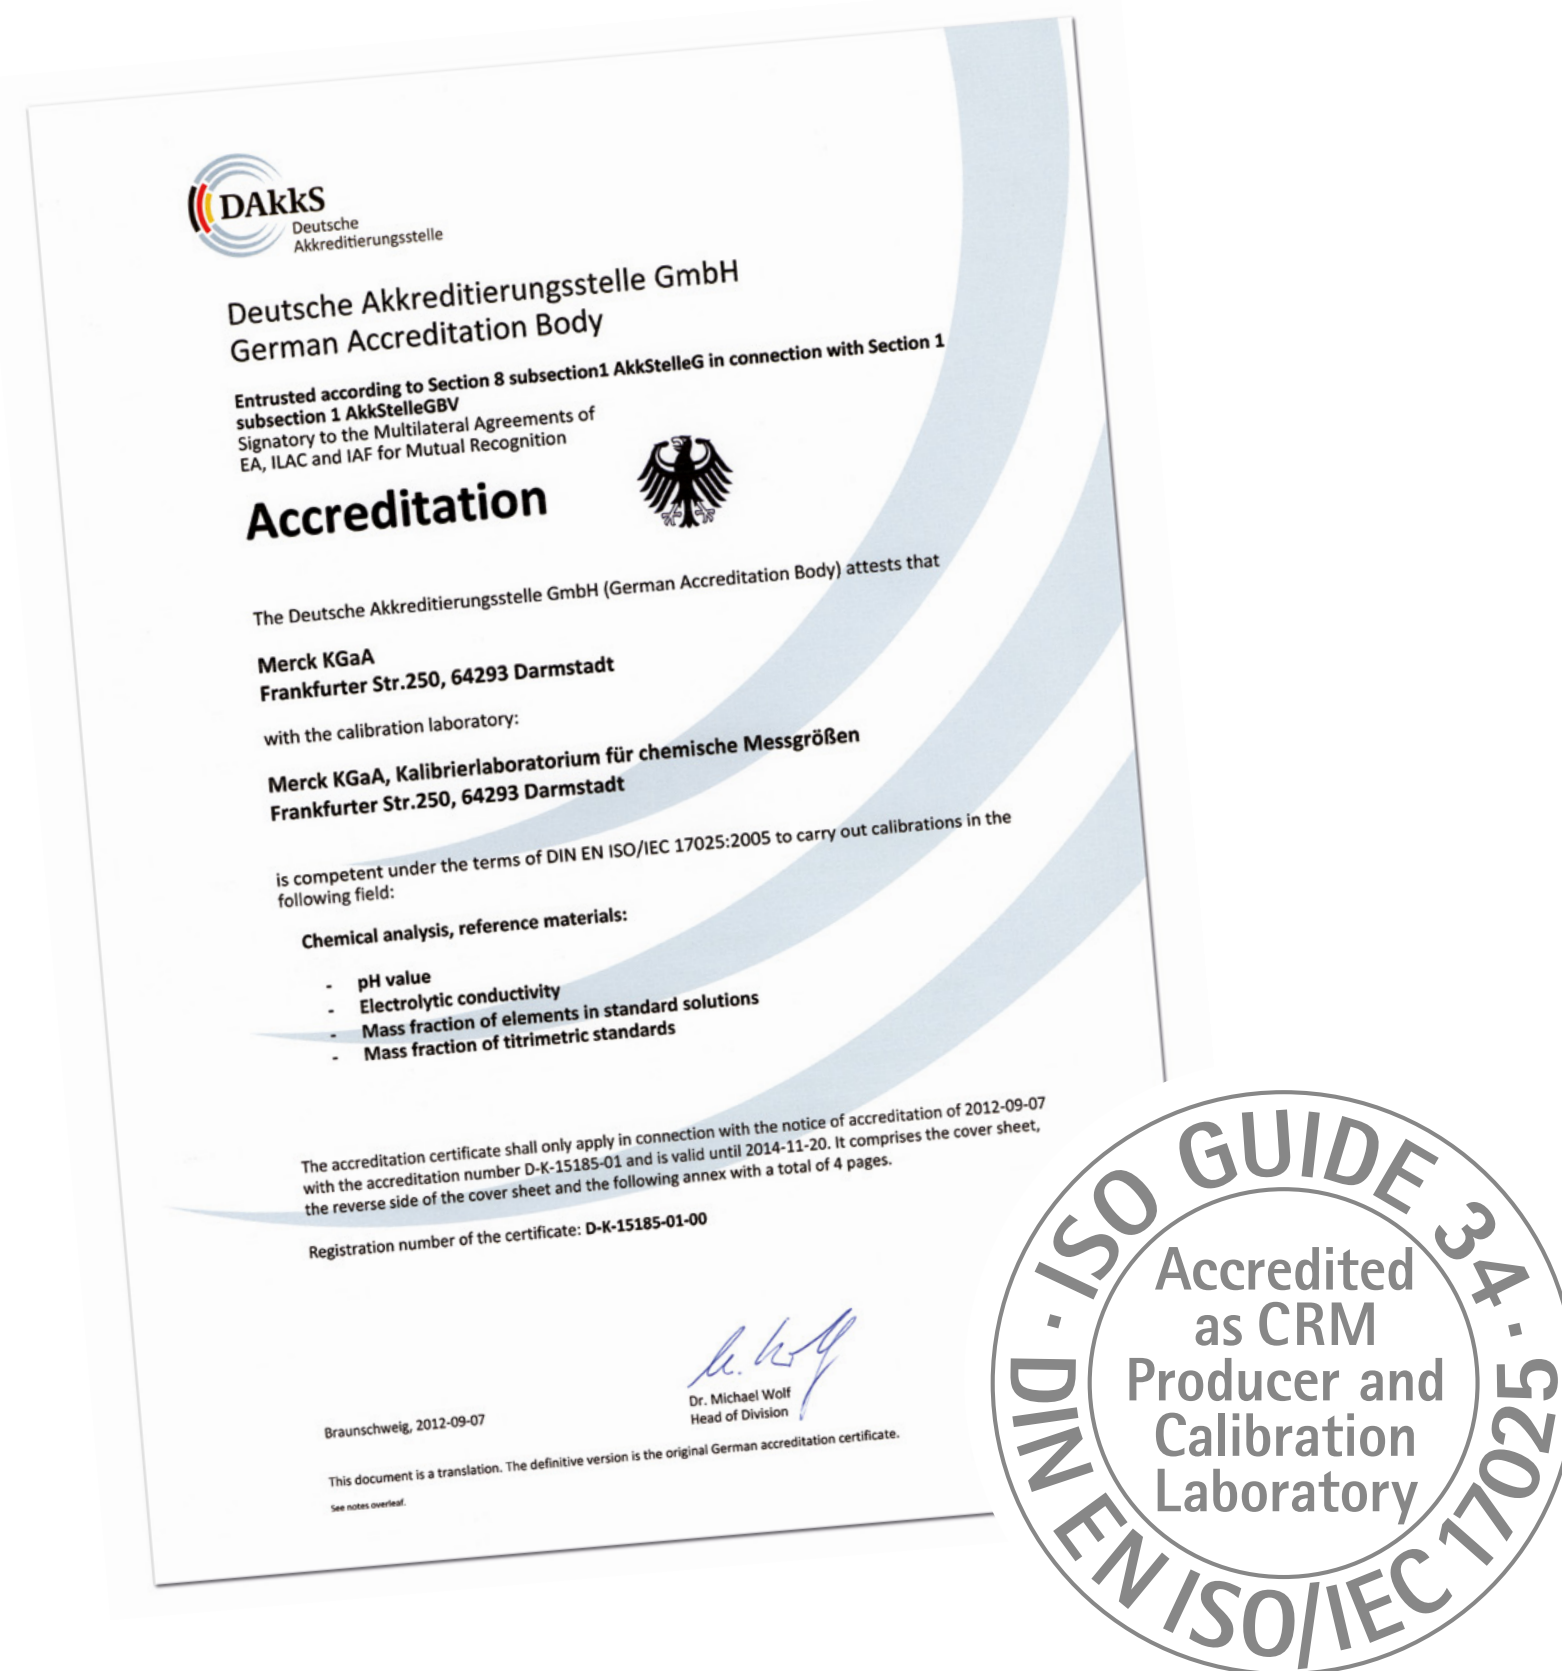 DAkkS
Deutsche
Akkreditierungsstelle
Deutsche Akkreditierungsstelle GmbH
German Accreditation Body
Entrusted according to Section 8 subsection1 AkkStelleG in connection with Section 1
subsection 1 AkkStelleGBV
Signatory to the Multilateral Agreements of
EA, ILAC and IAF for Mutual Recognition
Accreditation
The Deutsche Akkreditierungsstelle GmbH (German Accreditation Body) attests that
Merck KGaA
Frankfurter Str.250, 64293 Darmstadt
with the calibration laboratory:
Merck KGaA, Kalibrierlaboratorium für chemische Messgrößen
Frankfurter Str.250, 64293 Darmstadt
is competent under the terms of DIN EN ISO/IEC 17025:2005 to carry out calibrations in the
following field:
Chemical analysis, reference materials:
- pH value
- Electrolytic conductivity
- Mass fraction of elements in standard solutions
- Mass fraction of titrimetric standards
The accreditation certificate shall only apply in connection with the notice of accreditation of 2012-09-07
with the accreditation number D-K-15185-01 and is valid until 2014-11-20. It comprises the cover sheet,
the reverse side of the cover sheet and the following annex with a total of 4 pages.
Registration number of the certificate: D-K-15185-01-00
M. Wolf
Dr. Michael Wolf
Head of Division
Braunschweig, 2012-09-07
This document is a translation. The definitive version is the original German accreditation certificate.
See notes overleaf.
· ISO GUIDE 34 ·
DIN EN ISO/IEC 17025
Accredited
as CRM
Producer and
Calibration
Laboratory